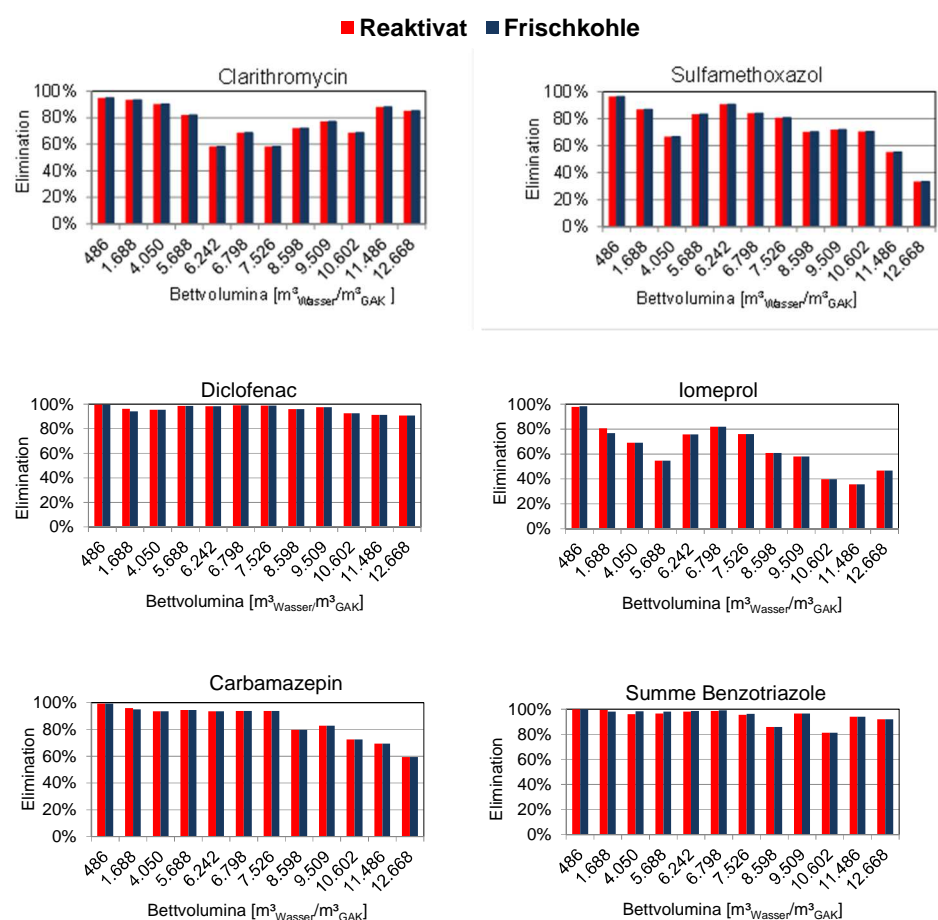 Reaktivat Frischkohle
Clarithromycin
Elimination
100%
80%
60%
40%
20%
0%
486 1.688 4.050 5.688 6.242 6.798 7.526 8.598 9.509 10.602 11.486 12.668
Bettvolumina [m³Wasser/m³GAK ]
Sulfamethoxazol
Elimination
100%
80%
60%
40%
20%
0%
486 1.688 4.050 5.688 6.242 6.798 7.526 8.598 9.509 10.602 11.486 12.668
Bettvolumina [m³Wasser/m³GAK]
Diclofenac
Elimination
100%
80%
60%
40%
20%
0%
486 1.688 4.050 5.688 6.242 6.798 7.526 8.598 9.509 10.602 11.486 12.668
Bettvolumina [m³Wasser/m³GAK]
Iomeprol
Elimination
100%
80%
60%
40%
20%
0%
486 1.688 4.050 5.688 6.242 6.798 7.526 8.598 9.509 10.602 11.486 12.668
Bettvolumina [m³Wasser/m³GAK]
Carbamazepin
Elimination
100%
80%
60%
40%
20%
0%
486 1.688 4.050 5.688 6.242 6.798 7.526 8.598 9.509 10.602 11.486 12.668
Bettvolumina [m³Wasser/m³GAK]
Summe Benzotriazole
Elimination
100%
80%
60%
40%
20%
0%
486 1.688 4.050 5.688 6.242 6.798 7.526 8.598 9.509 10.602 11.486 12.668
Bettvolumina [m³Wasser/m³GAK]